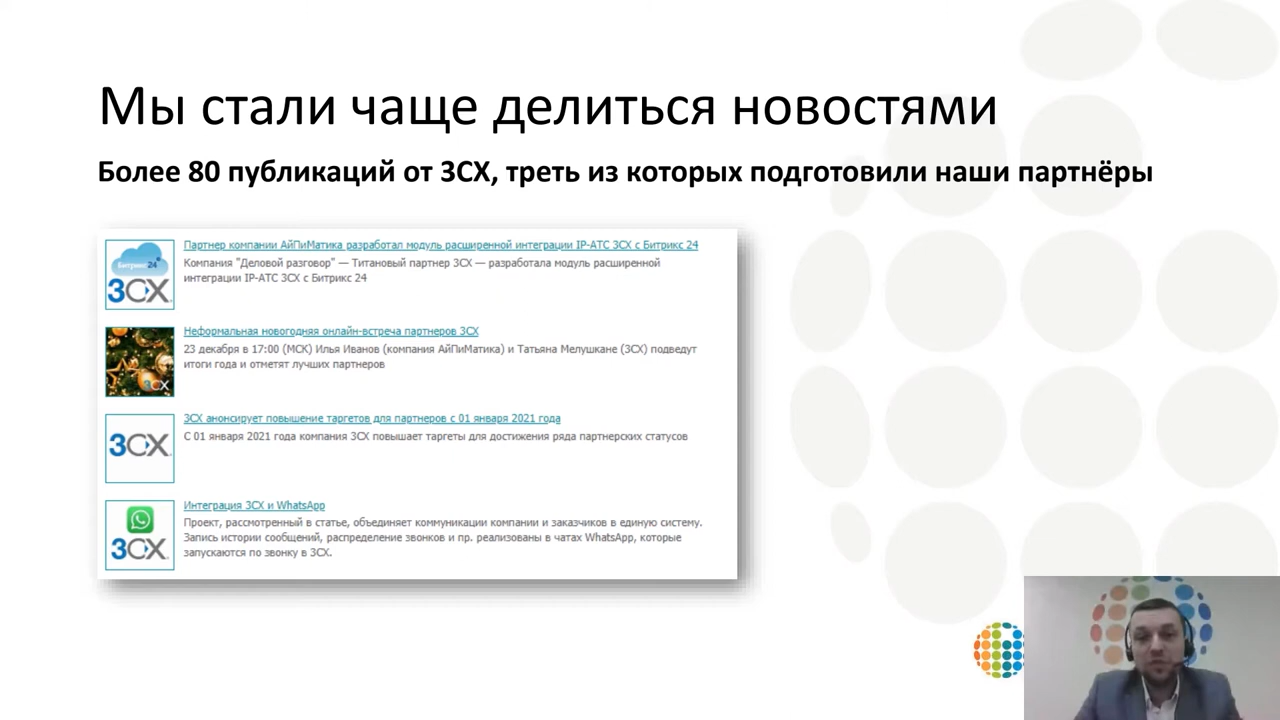 Мы стали чаще делиться новостями
Более 80 публикаций от 3CX, треть из которых подготовили наши партнёры
Битрикс24
3CX
Партнер компании АйПиМатика разработал модуль расширенной интеграции IP-АТС 3CX с Битрикс 24
Компания "Деловой разговор" — Титановый партнер 3CX — разработала модуль расширенной
интеграции IP-АТС 3CX с Битрикс 24
3CX
Неформальная новогодняя онлайн-встреча партнеров 3CX
23 декабря в 17:00 (МСК) Илья Иванов (компания АйПиМатика) и Татьяна Мелушкане (3CX) подведут
итоги года и отметят лучших партнеров
3CX
3CX анонсирует повышение таргетов для партнеров с 01 января 2021 года
С 01 января 2021 года компания 3CX повышает таргеты для достижения ряда партнерских статусов
3CX
Интеграция 3CX и WhatsApp
Проект, рассмотренный в статье, объединяет коммуникации компании и заказчиков в единую систему.
Запись истории сообщений, распределение звонков и пр. реализованы в чатах WhatsApp, которые
запускаются по звонку в 3CX.